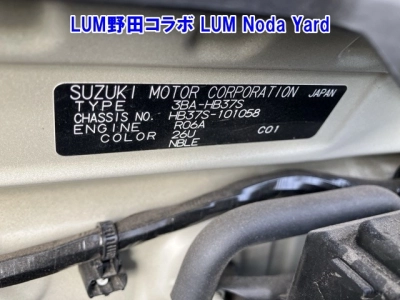 LUM野田コラボ LUM Noda Yard
SUZUKI MOTOR CORPORATION JAPAN
TYPE 3BA-HB37S
CHASSIS NO. HB37S-101058
ENGINE R06A
COLOR 26U C01
NBLE